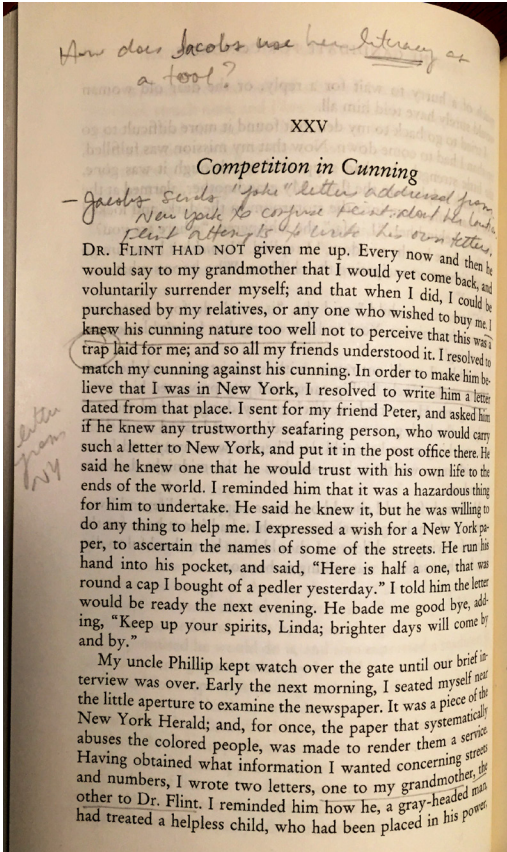 How does Jacobs use her literacy as
a tool?
XXV
Competition in Cunning
- Jacobs sends "joke" letters addressed from
New York to confuse Flint about her
Flint attempts to write his own letters.
DR. FLINT HAD NOT given me up. Every now and then he
would say to my grandmother that I would yet come back, and
voluntarily surrender myself; and that when I did, I could be
purchased by my relatives, or any one who wished to buy me. I
knew his cunning nature too well not to perceive that this was a
trap laid for me; and so all my friends understood it. I resolved to
match my cunning against his cunning. In order to make him be-
lieve that I was in New York, I resolved to write him a letter
dated from that place. I sent for my friend Peter, and asked him
if he knew any trustworthy seafaring person, who would carry
such a letter to New York, and put it in the post office there. He
said he knew one that he would trust with his own life to the
ends of the world. I reminded him that it was a hazardous thing
for him to undertake. He said he knew it, but he was willing to
do any thing to help me. I expressed a wish for a New York pa-
per, to ascertain the names of some of the streets. He run his
hand into his pocket, and said, "Here is half a one, that was
round a cap I bought of a pedler yesterday." I told him the letter
would be ready the next evening. He bade me good bye, add-
ing, "Keep up your spirits, Linda; brighter days will come by
and by."
My uncle Phillip kept watch over the gate until our brief in-
terview was over. Early the next morning, I seated myself near
the little aperture to examine the newspaper. It was a piece of the
New York Herald; and, for once, the paper that systematically
abuses the colored people, was made to render them a service.
Having obtained what information I wanted concerning streets
and numbers, I wrote two letters, one to my grandmother, the
other to Dr. Flint. I reminded him how he, a gray-headed man,
had treated a helpless child, who had been placed in his power,
letter
from
NY